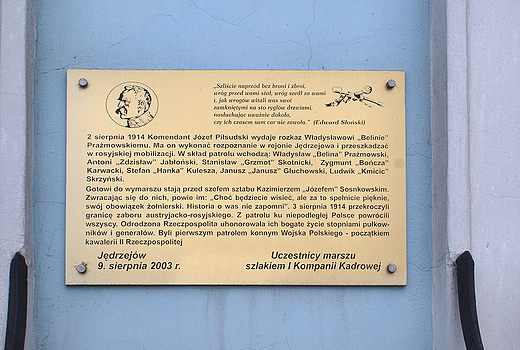 „Szliście naprzód bez broni i zbroi,
wróg przed wami stał, wróg szedł za wami
i, jak wrogów witali was swoi
zamkniętymi na sto ryglów drzwiami,
nasłuchując uważnie dokoła,
czy ich czasem sam car nie zawoła.” (Edward Słoński)
2 sierpnia 1914 Komendant Józef Piłsudski wydaje rozkaz Władysławowi „Belinie”
Prażmowskiemu. Ma on wykonać rozpoznanie w rejonie Jędrzejowa i przeszkadzać
w rosyjskiej mobilizacji. W skład patrolu wchodzą: Władysław „Belina” Prażmowski,
Antoni „Zdzisław” Jabłoński, Stanisław „Grzmot” Skotnicki, Zygmunt „Bończa”
Karwacki, Stefan „Hanka” Kulesza, Janusz „Janusz” Głuchowski, Ludwik „Kmicic”
Skrzyński.
Gotowi do wymarszu stają przed szefem sztabu Kazimierzem „Józefem” Sosnkowskim.
Zwracając się do nich, powie im: „Choć będziecie wisieć, ale za to spełnicie pięknie,
swój obowiązek żołnierski. Historia o was nie zapomni”. 3 sierpnia 1914 przekroczyli
granicę zaboru austryjacko-rosyjskiego. Z patrolu ku niepodległej Polsce powrócili
wszyscy. Odrodzona Rzeczpospolita uhonorowała ich bogate życie stopniami pułkow-
ników i generałów. Byli pierwszym patrolem konnym Wojska Polskiego - początkiem
kawalerii II Rzeczpospolitej
Jędrzejów
9. sierpnia 2003 r.
Uczestnicy marszu
szlakiem I Kompanii Kadrowej